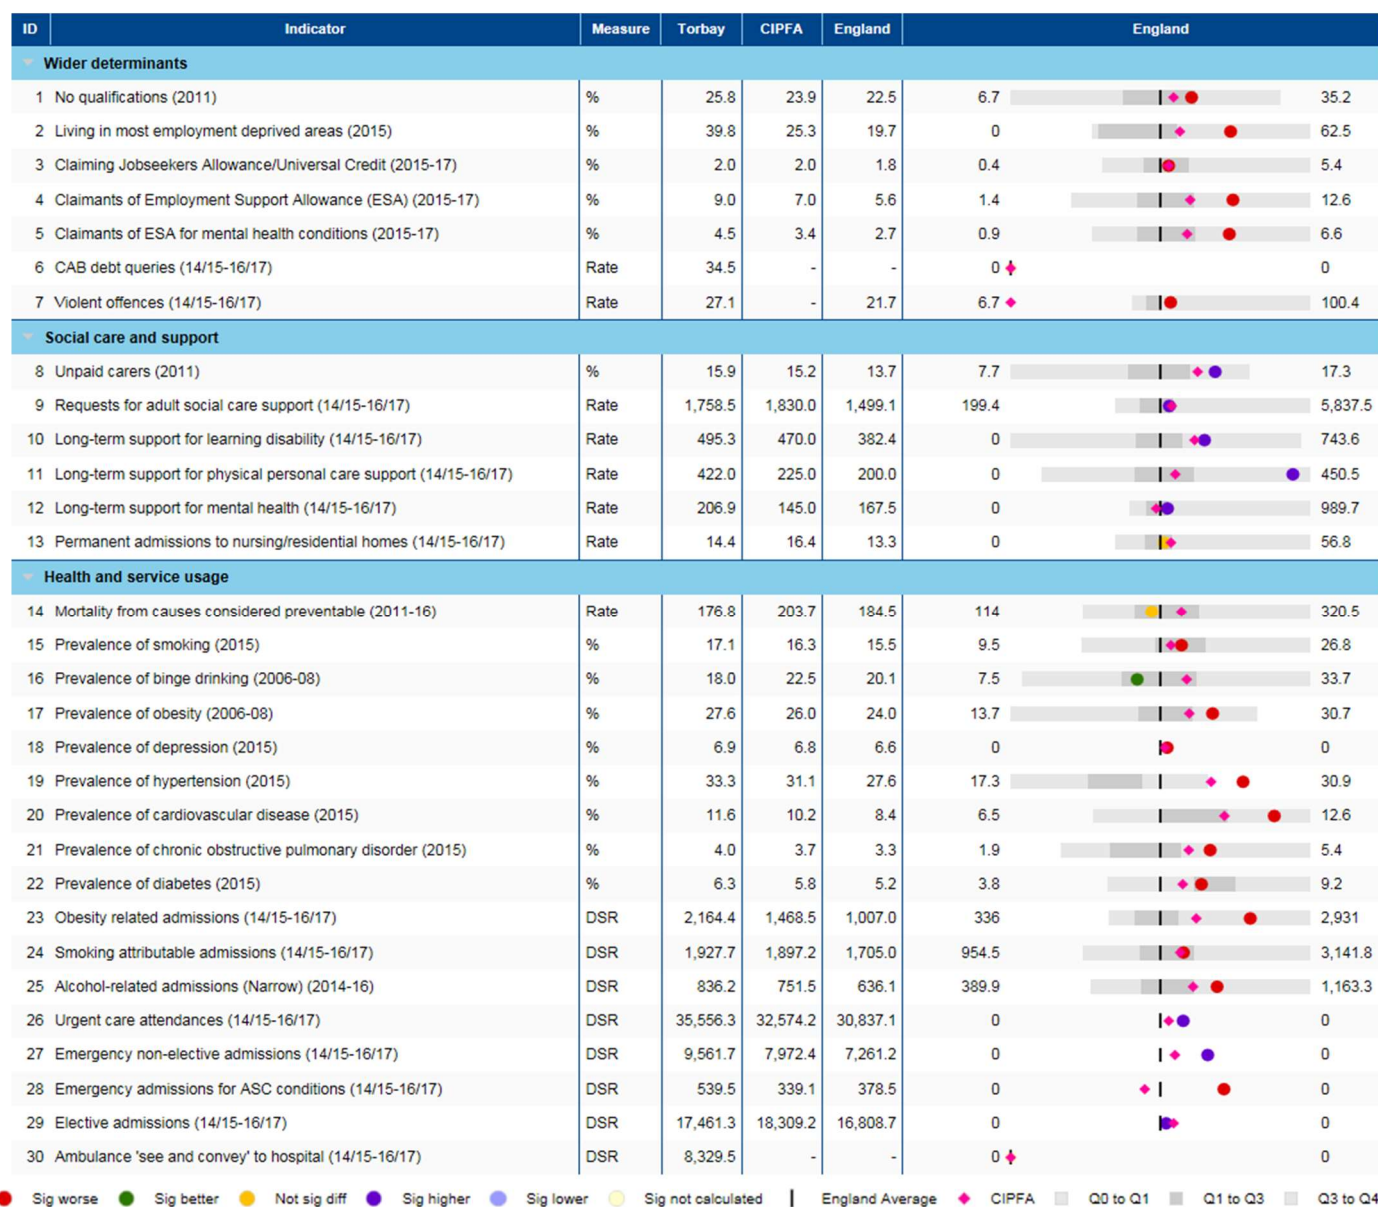 ID Indicator Measure Torbay CIPFA England England
Wider determinants
1 No qualifications (2011) % 25.8 23.9 22.5 6.7 35.2
2 Living in most employment deprived areas (2015) % 39.8 25.3 19.7 0 62.5
3 Claiming Jobseekers Allowance/Universal Credit (2015-17) % 2.0 2.0 1.8 0.4 5.4
4 Claimants of Employment Support Allowance (ESA) (2015-17) % 9.0 7.0 5.6 1.4 12.6
5 Claimants of ESA for mental health conditions (2015-17) % 4.5 3.4 2.7 0.9 6.6
6 CAB debt queries (14/15-16/17) Rate 34.5 - - 0 0
7 Violent offences (14/15-16/17) Rate 27.1 - 21.7 6.7 100.4
Social care and support
8 Unpaid carers (2011) % 15.9 15.2 13.7 7.7 17.3
9 Requests for adult social care support (14/15-16/17) Rate 1,758.5 1,830.0 1,499.1 199.4 5,837.5
10 Long-term support for learning disability (14/15-16/17) Rate 495.3 470.0 382.4 0 743.6
11 Long-term support for physical personal care support (14/15-16/17) Rate 422.0 225.0 200.0 0 450.5
12 Long-term support for mental health (14/15-16/17) Rate 206.9 145.0 167.5 0 989.7
13 Permanent admissions to nursing/residential homes (14/15-16/17) Rate 14.4 16.4 13.3 0 56.8
Health and service usage
14 Mortality from causes considered preventable (2011-16) Rate 176.8 203.7 184.5 114 320.5
15 Prevalence of smoking (2015) % 17.1 16.3 15.5 9.5 26.8
16 Prevalence of binge drinking (2006-08) % 18.0 22.5 20.1 7.5 33.7
17 Prevalence of obesity (2006-08) % 27.6 26.0 24.0 13.7 30.7
18 Prevalence of depression (2015) % 6.9 6.8 6.6 0 0
19 Prevalence of hypertension (2015) % 33.3 31.1 27.6 17.3 30.9
20 Prevalence of cardiovascular disease (2015) % 11.6 10.2 8.4 6.5 12.6
21 Prevalence of chronic obstructive pulmonary disorder (2015) % 4.0 3.7 3.3 1.9 5.4
22 Prevalence of diabetes (2015) % 6.3 5.8 5.2 3.8 9.2
23 Obesity related admissions (14/15-16/17) DSR 2,164.4 1,468.5 1,007.0 336 2,931
24 Smoking attributable admissions (14/15-16/17) DSR 1,927.7 1,897.2 1,705.0 954.5 3,141.8
25 Alcohol-related admissions (Narrow) (2014-16) DSR 836.2 751.5 636.1 389.9 1,163.3
26 Urgent care attendances (14/15-16/17) DSR 35,556.3 32,574.2 30,837.1 0 0
27 Emergency non-elective admissions (14/15-16/17) DSR 9,561.7 7,972.4 7,261.2 0 0
28 Emergency admissions for ASC conditions (14/15-16/17) DSR 539.5 339.1 378.5 0 0
29 Elective admissions (14/15-16/17) DSR 17,461.3 18,309.2 16,808.7 0 0
30 Ambulance 'see and convey' to hospital (14/15-16/17) DSR 8,329.5 - - 0 0
Sig worse Sig better Not sig diff Sig higher Sig lower Sig not calculated England Average CIPFA Q0 to Q1 Q1 to Q3 Q3 to Q4